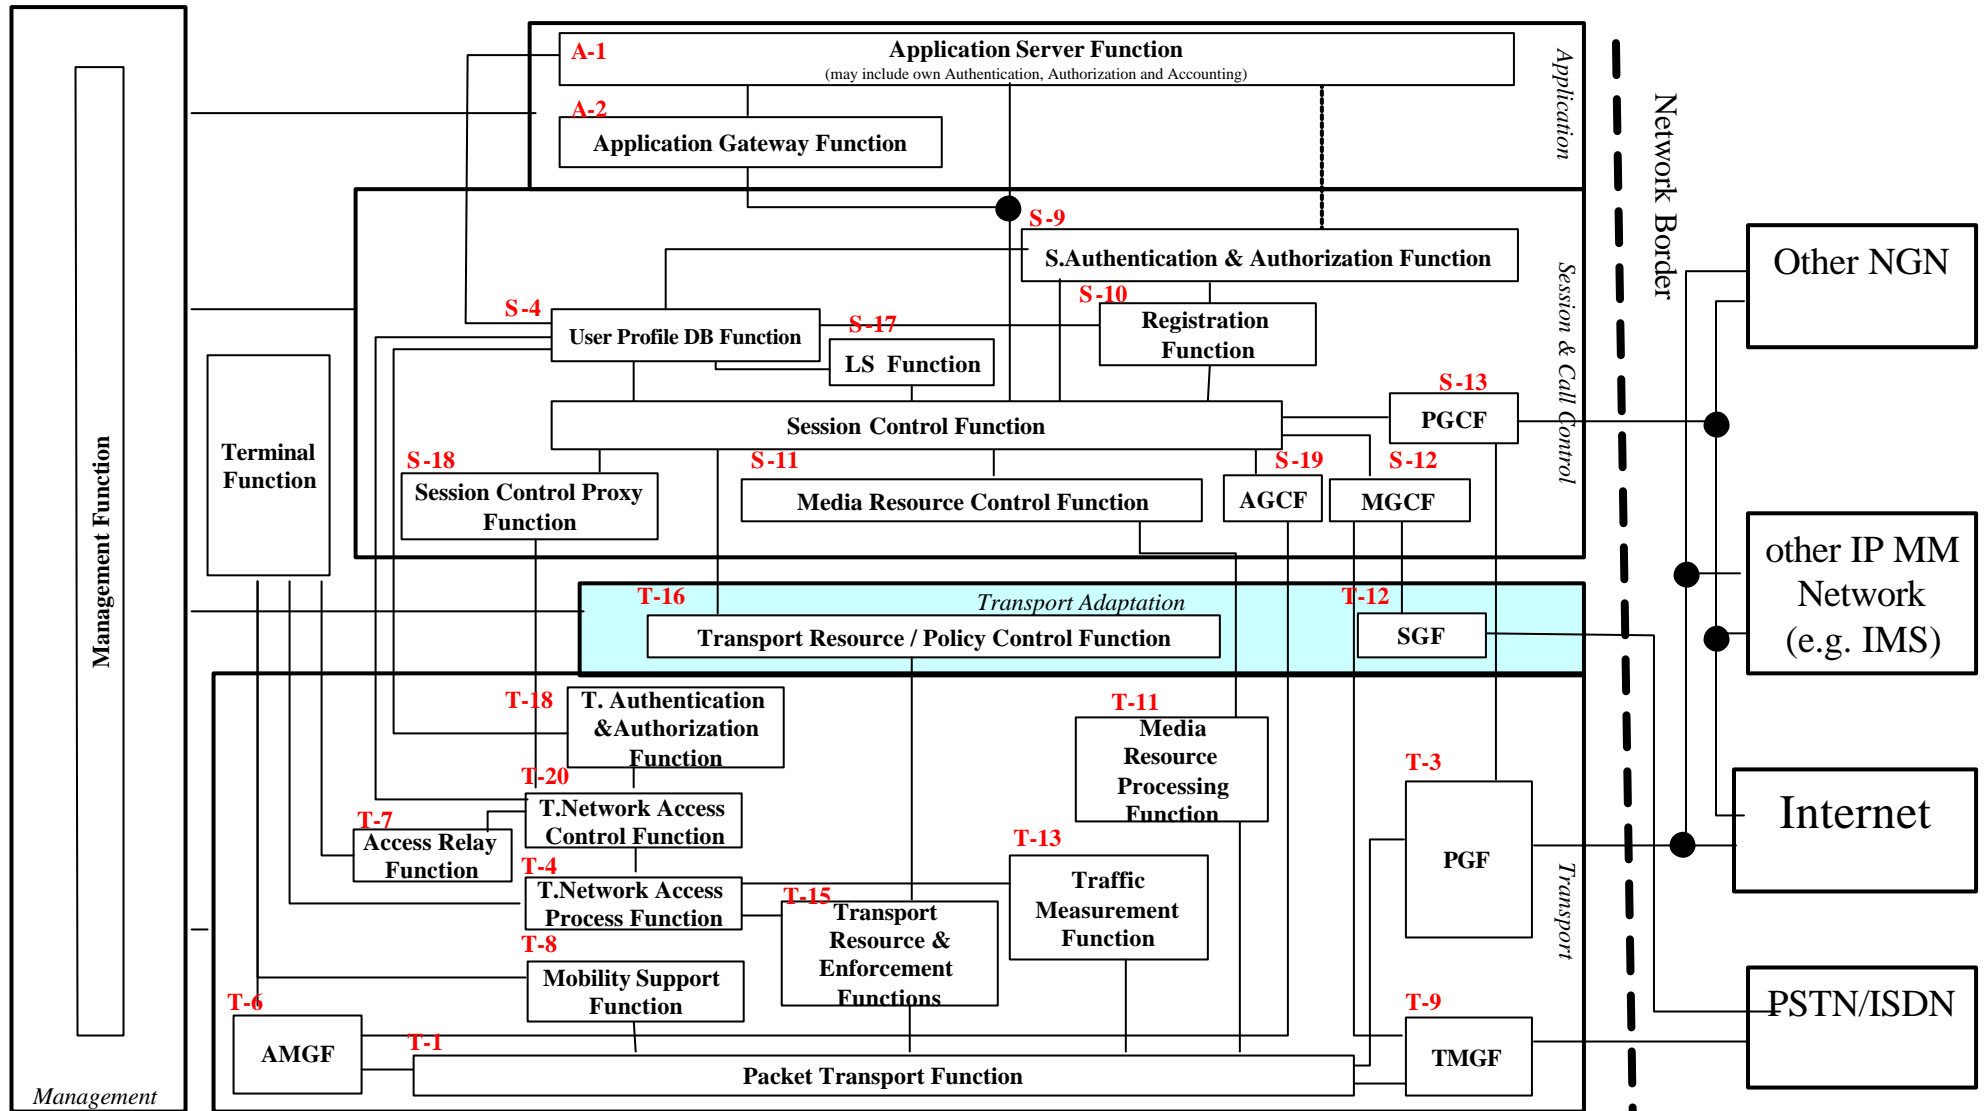 A-1
Application Server Function
(may include own Authentication, Authorization and Accounting)
Application
A-2
Application Gateway Function
Network Border
S-9
S.Authentication & Authorization Function
Session & Call Control
Other NGN
S-10
Registration
Function
S-4
User Profile DB Function
S-17
LS Function
S-13
PGCF
Session Control Function
Terminal
Function
Management Function
S-18
Session Control Proxy
Function
S-11
Media Resource Control Function
S-19
AGCF
S-12
MGCF
other IP MM
Network
(e.g. IMS)
T-16
Transport Adaptation
Transport Resource / Policy Control Function
T-12
SGF
T-18
T. Authentication
&Authorization
Function
T-11
Media
Resource
Processing
Function
T-3
PGF
Internet
T-20
T.Network Access
Control Function
T-7
Access Relay
Function
T-4
T.Network Access
Process Function
T-13
Traffic
Measurement
Function
T-15
Transport
Resource &
Enforcement
Functions
Transport
T-8
Mobility Support
Function
T-6
AMGF
T-1
Packet Transport Function
T-9
TMGF
PSTN/ISDN
Management